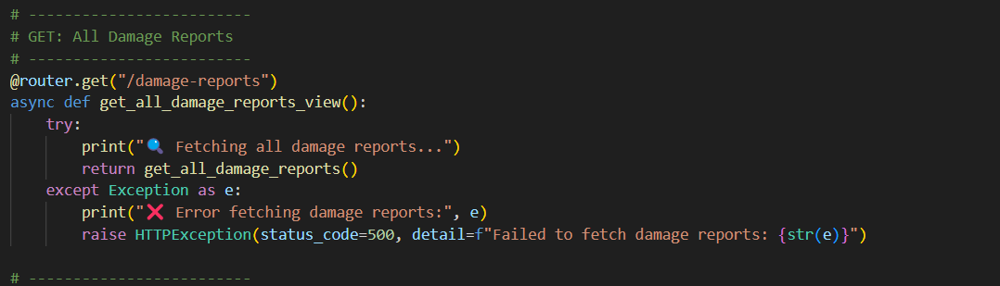 # -------------------------
# GET: All Damage Reports
# -------------------------
@router.get("/damage-reports")
async def get_all_damage_reports_view():
    try:
        print("🔍 Fetching all damage reports...")
        return get_all_damage_reports()
    except Exception as e:
        print("❌ Error fetching damage reports:", e)
        raise HTTPException(status_code=500, detail=f"Failed to fetch damage reports: {str(e)}")
# -------------------------